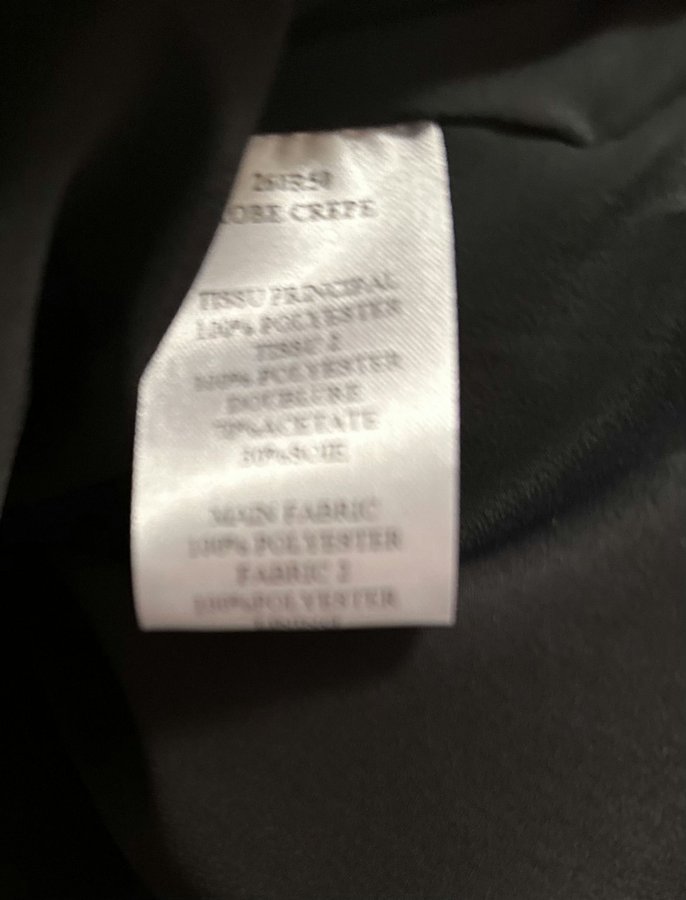 CREPE
TISSU PRINCIPAL
100% POLYESTER
TISSU 2
100% POLYESTER
DOUBLURE
70%ACETATE
30%SOIE
MAIN FABRIC
100% POLYESTER
FABRIC 2
100%POLYESTER